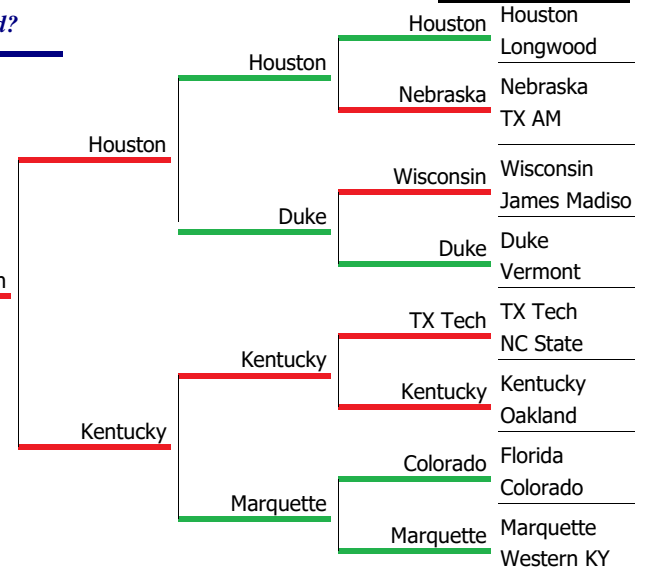 d?
Houston
Houston
Longwood
Houston
Nebraska
Nebraska
TX AM
Houston
Wisconsin
Wisconsin
James Madiso
Duke
Duke
Duke
Vermont
n
TX Tech
TX Tech
NC State
Kentucky
Kentucky
Kentucky
Oakland
Kentucky
Colorado
Florida
Colorado
Marquette
Marquette
Marquette
Western KY